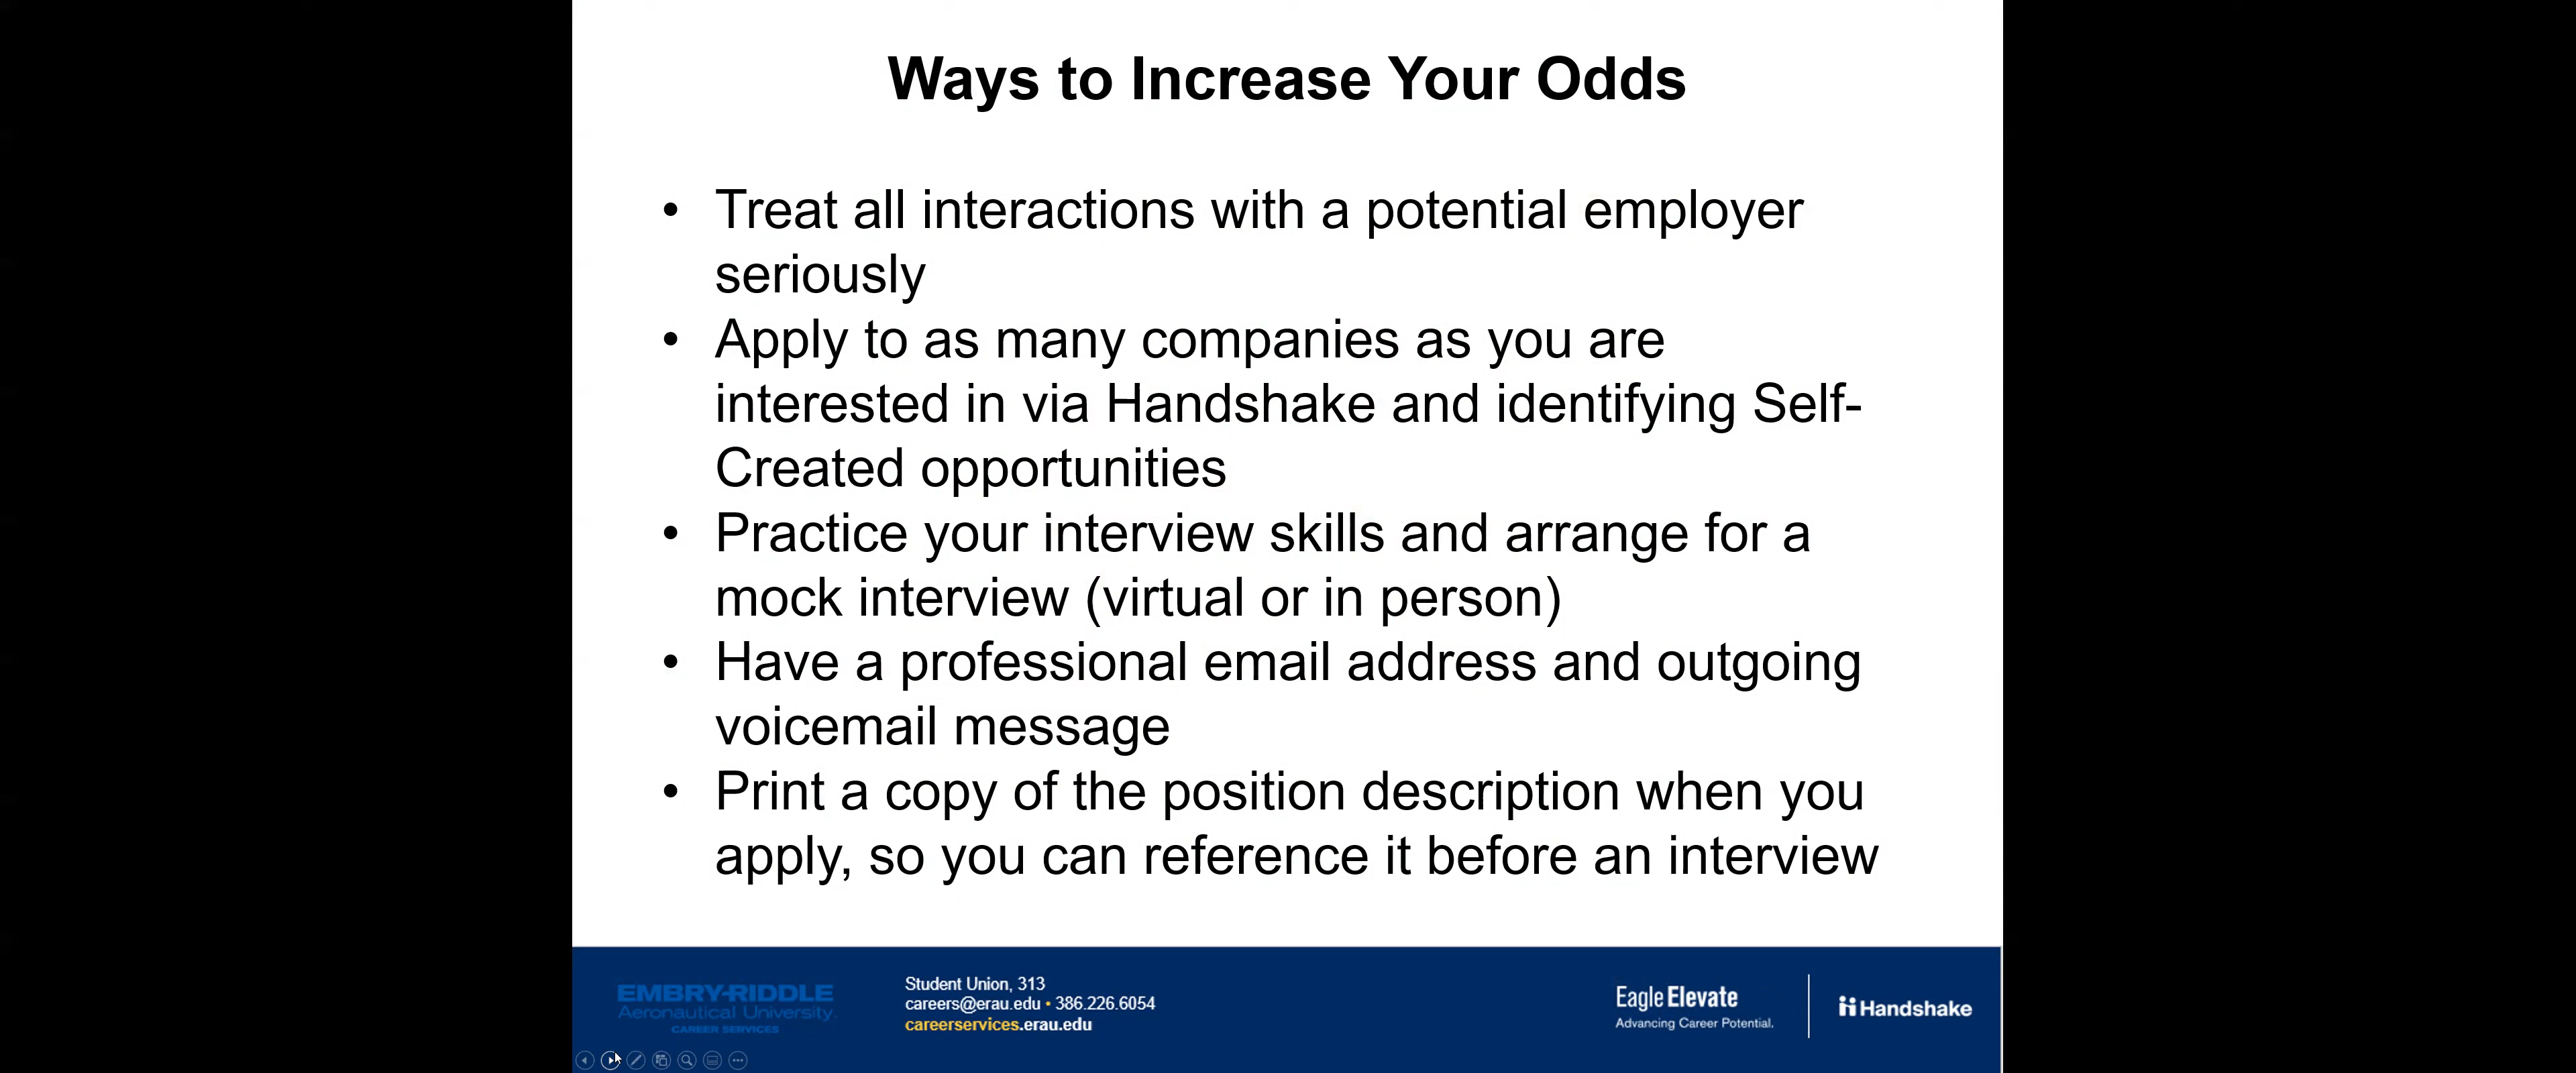 Ways to Increase Your Odds
• Treat all interactions with a potential employer
seriously
• Apply to as many companies as you are
interested in via Handshake and identifying Self-
Created opportunities
• Practice your interview skills and arrange for a
mock interview (virtual or in person)
• Have a professional email address and outgoing
voicemail message
• Print a copy of the position description when you
apply, so you can reference it before an interview
EMBRY-RIDDLE
Aeronautical University.
CAREER SERVICES
Student Union, 313
careers@erau.edu • 386.226.6054
careerservices.erau.edu
Eagle Elevate
Advancing Career Potential.
Handshake